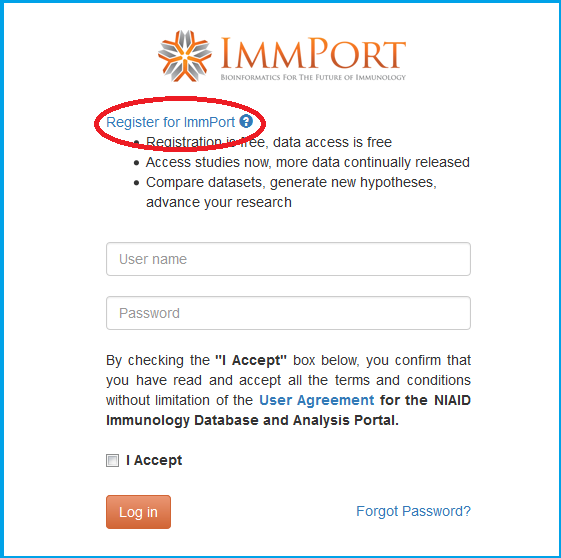 IMMPORT
BIOINFORMATICS FOR THE FUTURE OF IMMUNOLOGY
Register for ImmPort ?
• Registration is free, data access is free
• Access studies now, more data continually released
• Compare datasets, generate new hypotheses,
advance your research
User name
Password
By checking the "I Accept" box below, you confirm that
you have read and accept all the terms and conditions
without limitation of the User Agreement for the NIAID
Immunology Database and Analysis Portal.
I Accept
Log in
Forgot Password?